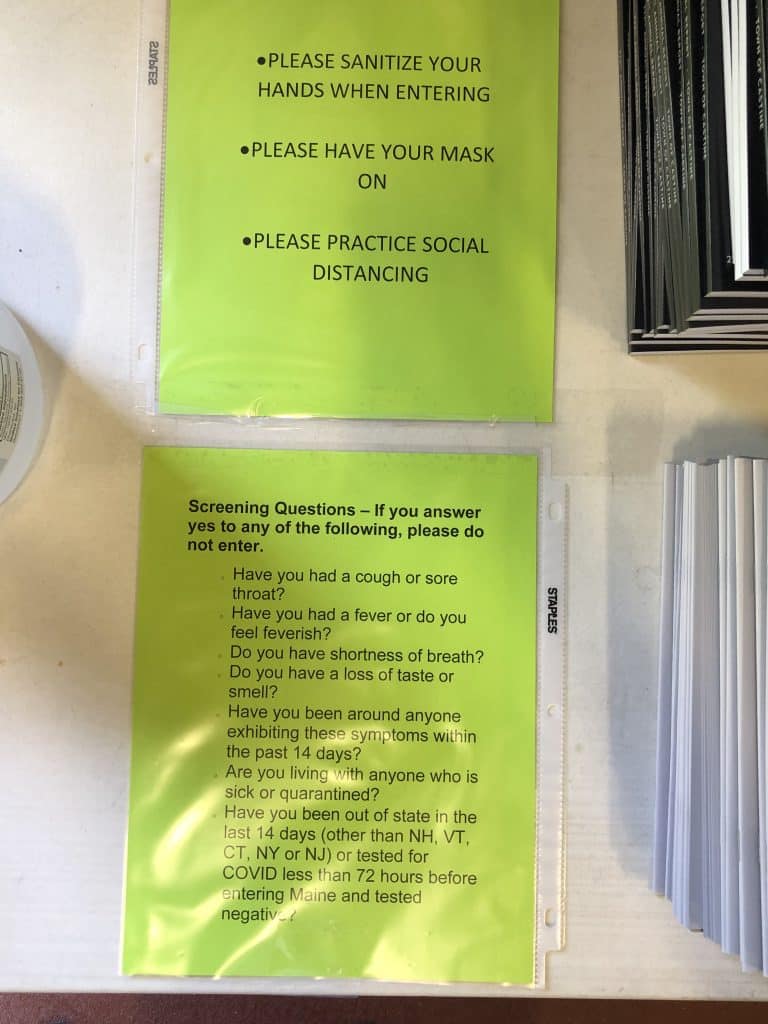 STAPLES
•PLEASE SANITIZE YOUR
HANDS WHEN ENTERING
•PLEASE HAVE YOUR MASK
ON
•PLEASE PRACTICE SOCIAL
DISTANCING
TOWN OF CASTINE
Screening Questions – If you answer
yes to any of the following, please do
not enter.
. Have you had a cough or sore
throat?
. Have you had a fever or do you
feel feverish?
. Do you have shortness of breath?
. Do you have a loss of taste or
smell?
. Have you been around anyone
exhibiting these symptoms within
the past 14 days?
. Are you living with anyone who is
sick or quarantined?
. Have you been out of state in the
last 14 days (other than NH, VT,
CT, NY or NJ) or tested for
COVID less than 72 hours before
entering Maine and tested
negative?
STAPLES